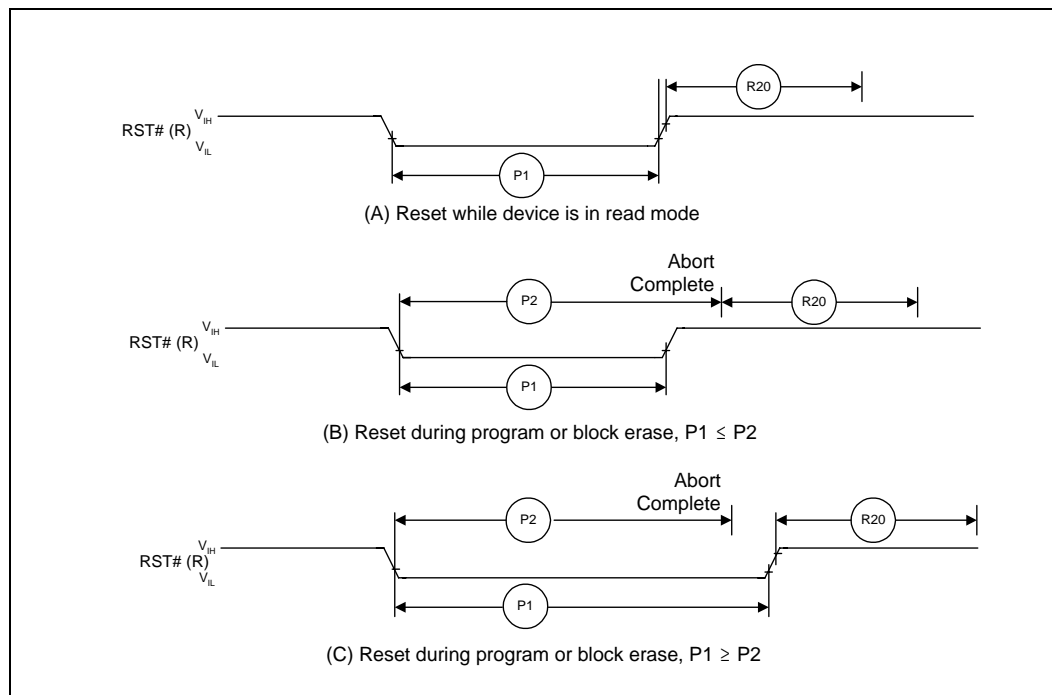 R20
V_IH
RST# (R)
V_IL
P1
(A) Reset while device is in read mode
Abort
Complete
P2
R20
V_IH
RST# (R)
V_IL
P1
(B) Reset during program or block erase, P1 ≤ P2
Abort
Complete
P2
R20
V_IH
RST# (R)
V_IL
P1
(C) Reset during program or block erase, P1 ≥ P2